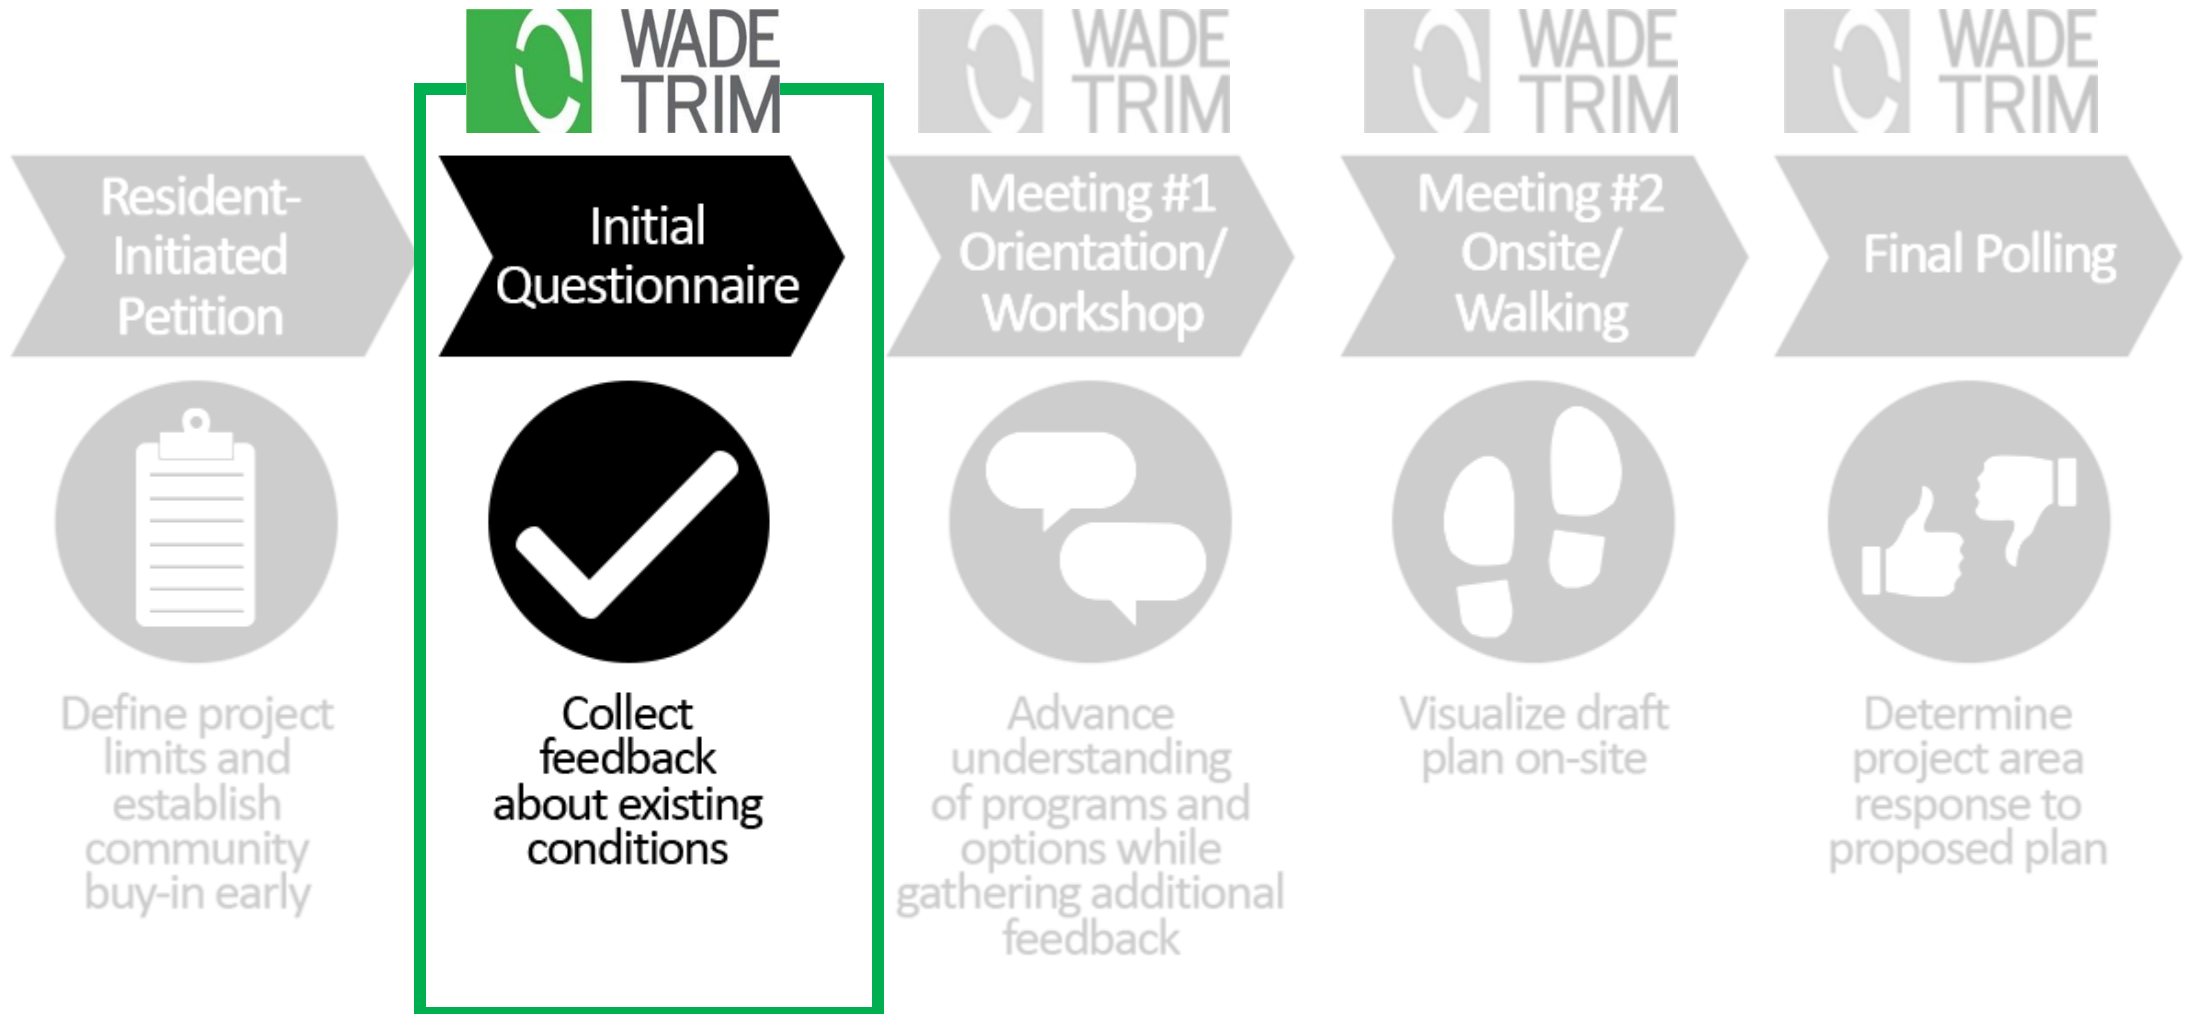 WADE
TRIM
WADE
TRIM
WADE
TRIM
WADE
TRIM
Resident-
Initiated
Petition
Initial
Questionnaire
Meeting #1
Orientation/
Workshop
Meeting #2
Onsite/
Walking
Final Polling
Define project
limits and
establish
community
buy-in early
Collect
feedback
about existing
conditions
Advance
understanding
of programs and
options while
gathering additional
feedback
Visualize draft
plan on-site
Determine
project area
response to
proposed plan